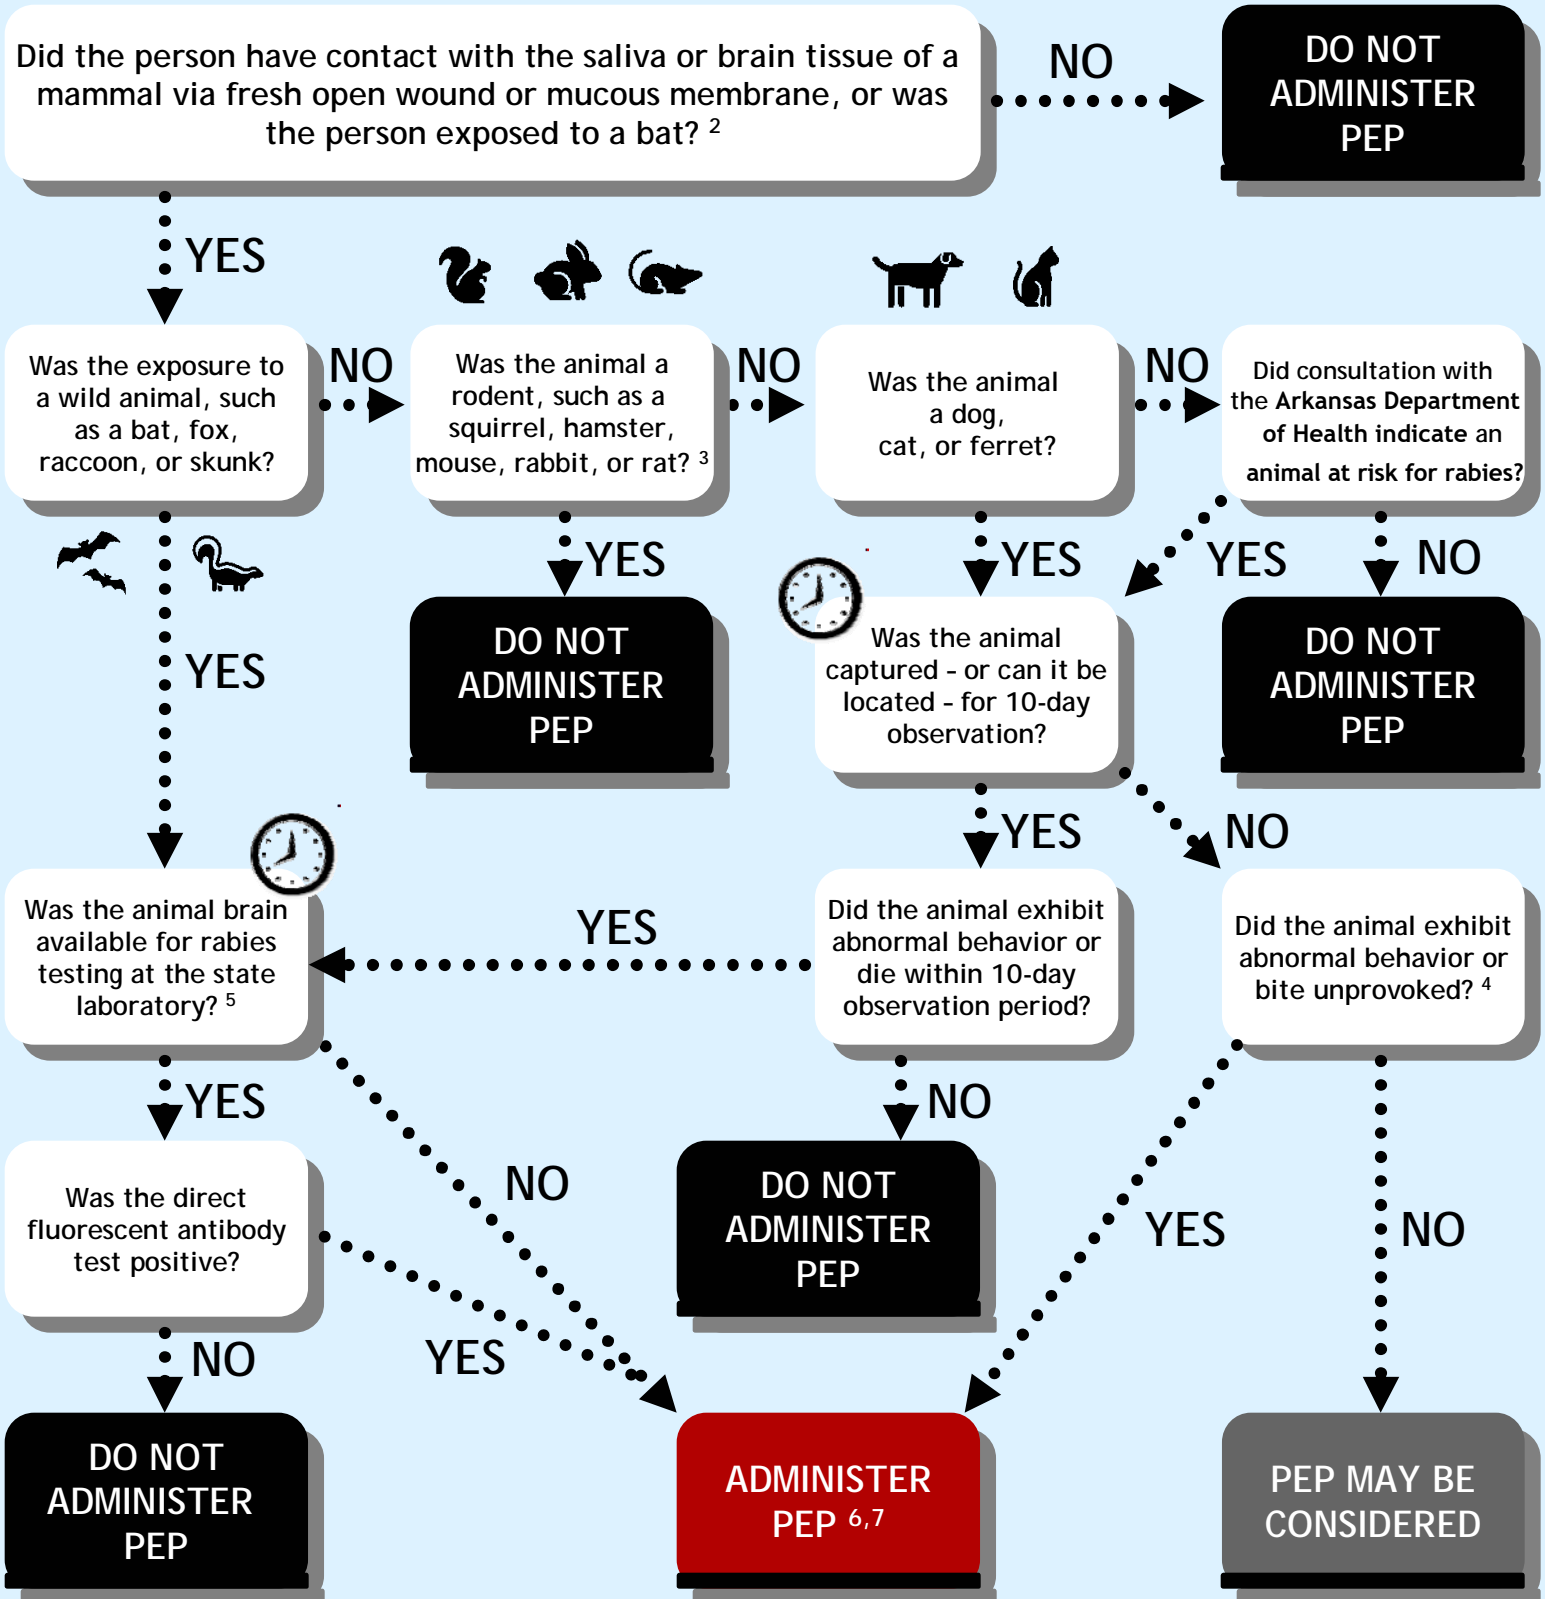 Did the person have contact with the saliva or brain tissue of a
mammal via fresh open wound or mucous membrane, or was
the person exposed to a bat? 2
NO
DO NOT
ADMINISTER
PEP
YES
Was the exposure to
a wild animal, such
as a bat, fox,
raccoon, or skunk?
NO
Was the animal a
rodent, such as a
squirrel, hamster,
mouse, rabbit, or rat? 3
NO
Was the animal
a dog,
cat, or ferret?
NO
Did consultation with
the Arkansas Department
of Health indicate an
animal at risk for rabies?
YES
YES
DO NOT
ADMINISTER
PEP
YES
YES
NO
Was the animal
captured - or can it be
located - for 10-day
observation?
DO NOT
ADMINISTER
PEP
YES
NO
Was the animal brain
available for rabies
testing at the state
laboratory? 5
YES
Did the animal exhibit
abnormal behavior or
die within 10-day
observation period?
Did the animal exhibit
abnormal behavior or
bite unprovoked? 4
YES
NO
NO
DO NOT
ADMINISTER
PEP
YES
NO
Was the direct
fluorescent antibody
test positive?
NO
YES
DO NOT
ADMINISTER
PEP
ADMINISTER
PEP 6,7
PEP MAY BE
CONSIDERED